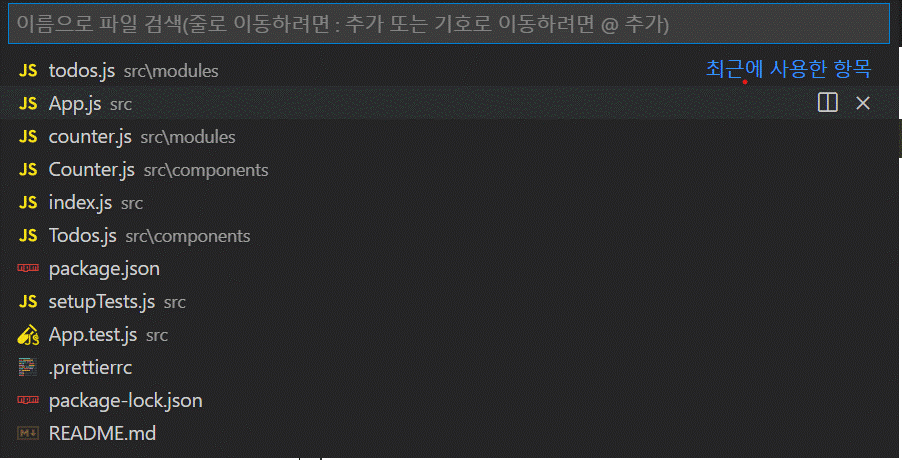 이름으로 파일 검색(줄로 이동하려면 : 추가 또는 기호로 이동하려면 @ 추가)
JS todos.js src\modules 최근에 사용한 항목
JS App.js src
JS counter.js src\modules
JS Counter.js src\components
JS index.js src
JS Todos.js src\components
package.json
JS setupTests.js src
JS App.test.js src
.prettierrc
package-lock.json
M README.md